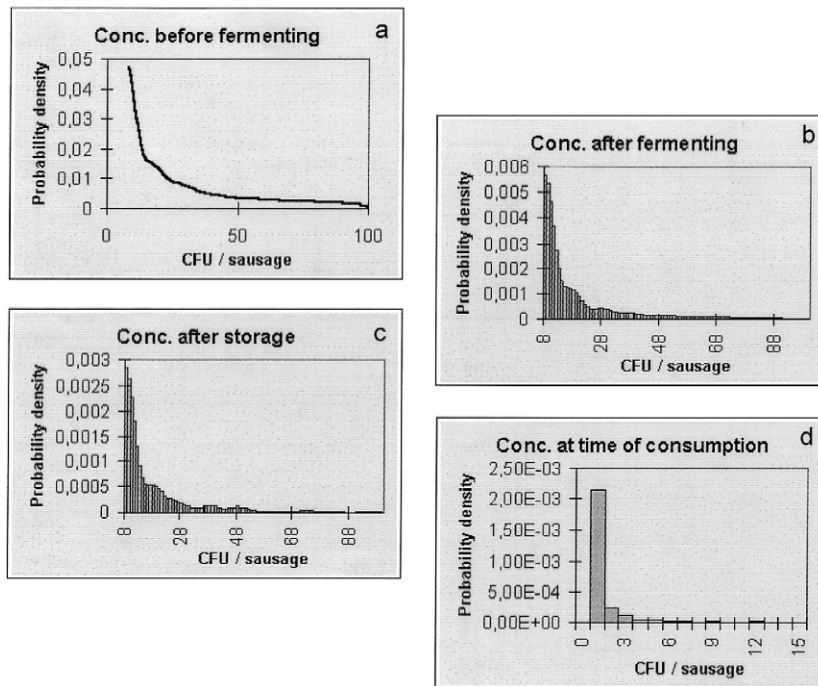 a
Conc. before fermenting
Probability density
0,05
0,04
0,03
0,02
0,01
0
0 50 100
CFU / sausage
b
Conc. after fermenting
Probability density
0,006
0,005
0,004
0,003
0,002
0,001
0
8 28 48 68 88
CFU / sausage
c
Conc. after storage
Probability density
0,003
0,0025
0,002
0,0015
0,001
0,0005
0
8 28 48 68 88
CFU / sausage
d
Conc. at time of consumption
Probability density
2,50E-03
2,00E-03
1,50E-03
1,00E-03
5,00E-04
0,00E+00
0 3 6 9 12 15
CFU / sausage